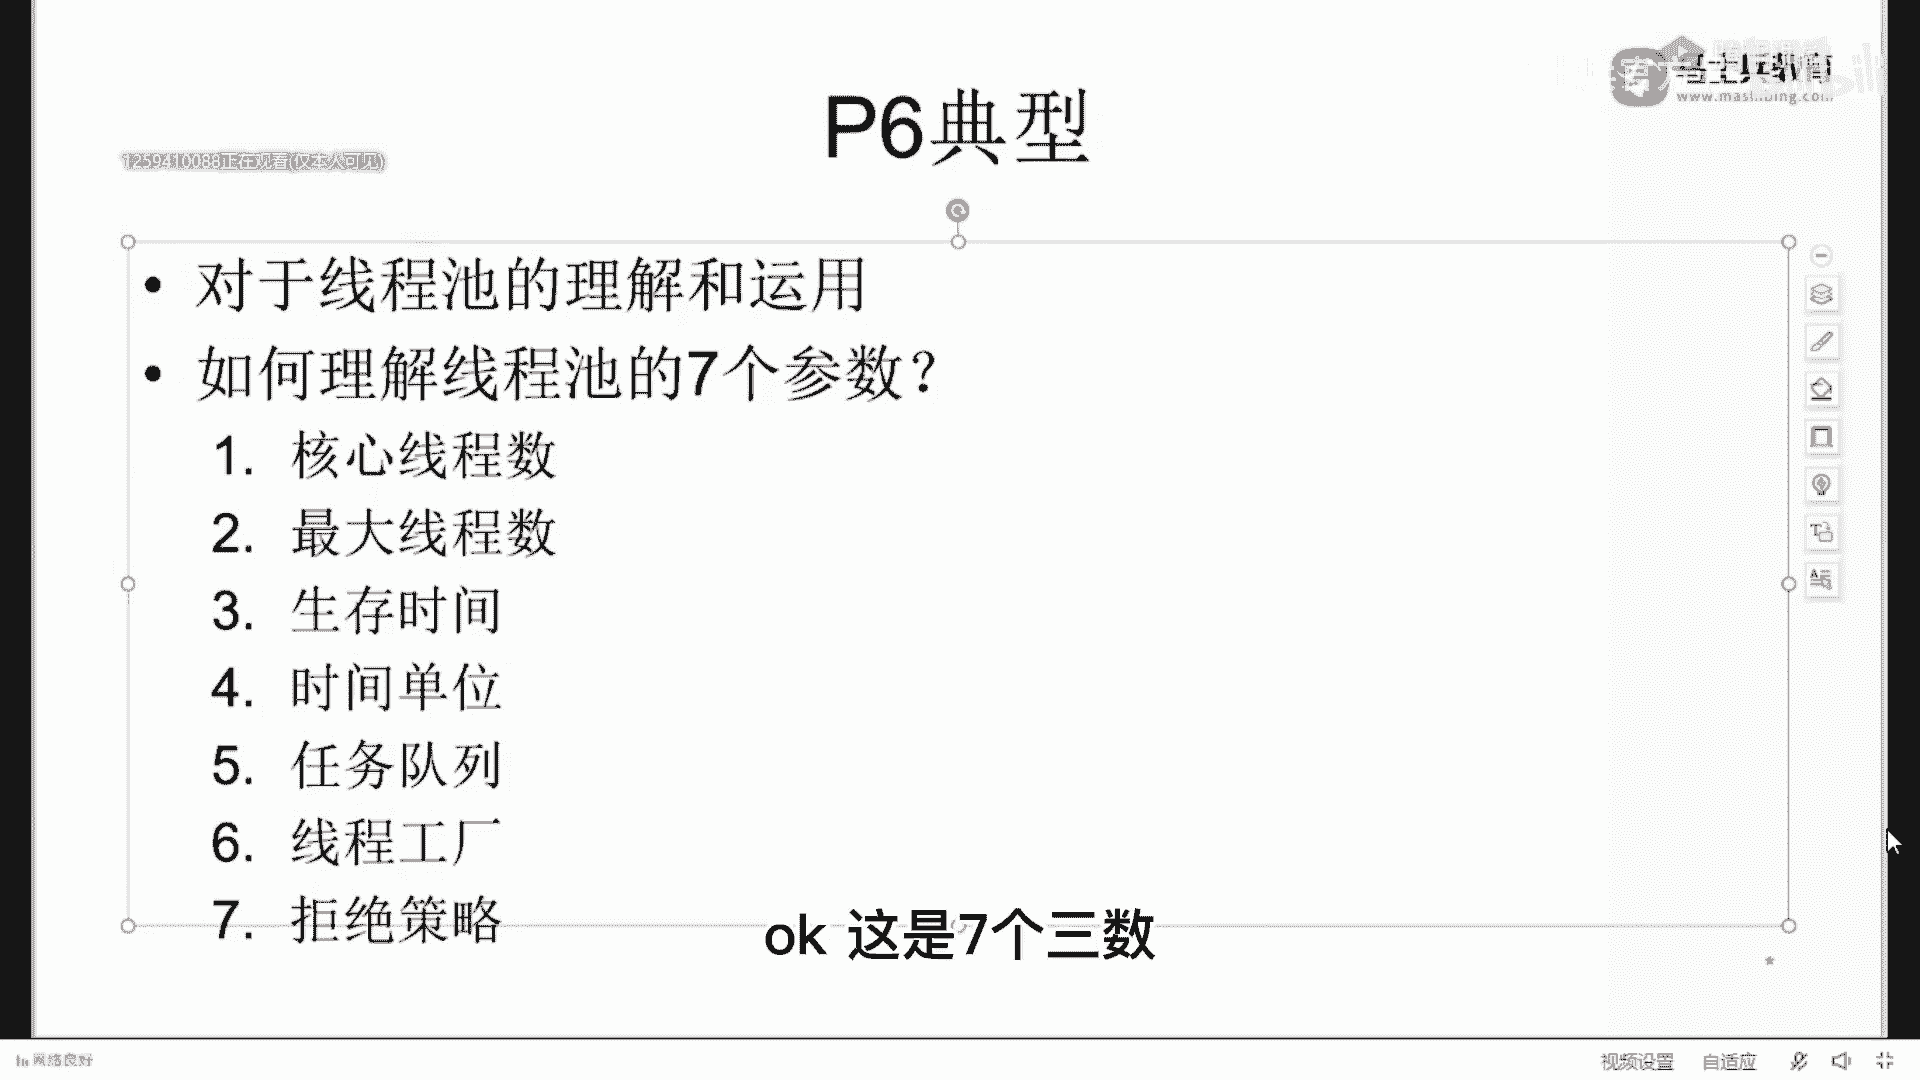 www.mashibing.com
P6典型
1259410088正在观看(仅本人可见)
• 对于线程池的理解和运用
• 如何理解线程池的7个参数?
1. 核心线程数
2. 最大线程数
3. 生存时间
4. 时间单位
5. 任务队列
6. 线程工厂
7. 拒绝策略
ok 这是7个三数
网络良好
视频设置 自适应